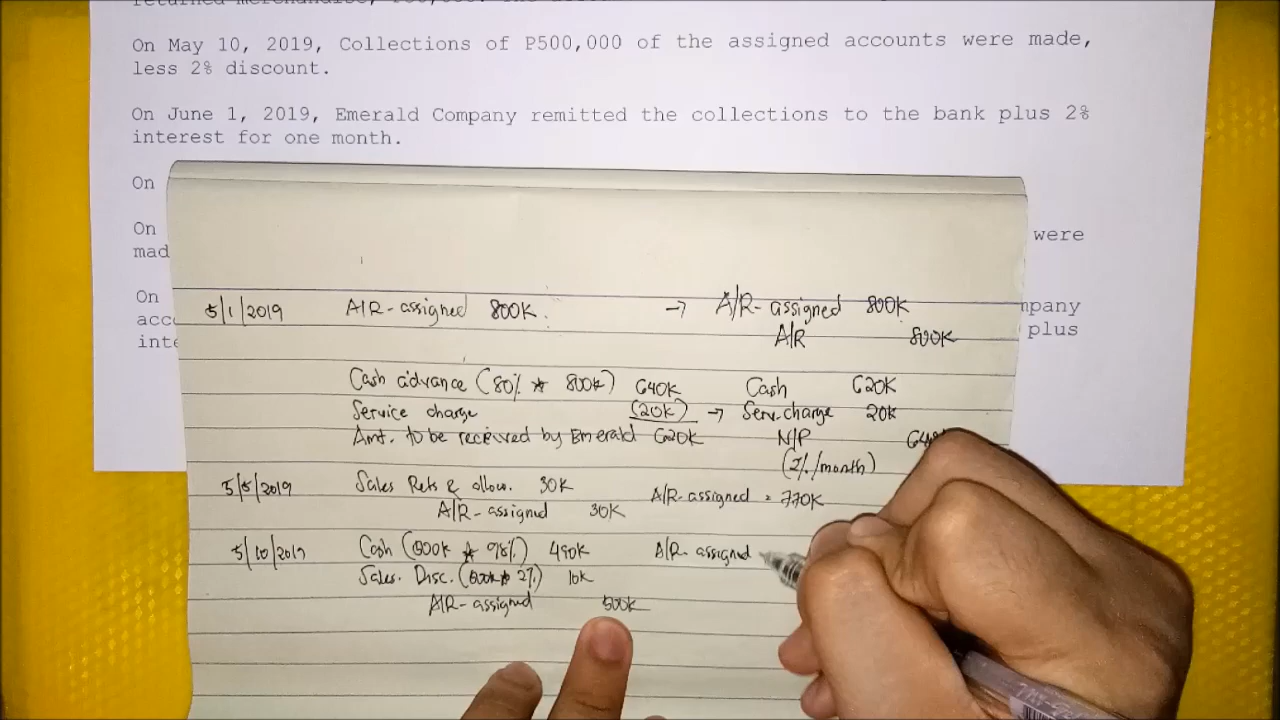 On May 10, 2019, Collections of P500,000 of the assigned accounts were made,
less 2% discount.
On June 1, 2019, Emerald Company remitted the collections to the bank plus 2%
interest for one month.
On
On were
mad
On mpany
acco plus
inte
5/1/2019 A/R-assigned 800K. → A/R-assigned 800K
A/R 800K
Cash advance (80% * 800k) 640K Cash 620K
Service charge (20K) → Serv. charge 20K
Amt. to be received by Emerald 620K N/P
(2%/month)
5/5/2019 Sales Rets & allow. 30K A/R-assigned = 770K
A/R-assigned 30K
5/10/2019 Cash (500K * 98%) 490K A/R-assigned
Sales. Disc. (500k * 2%) 10k
A/R-assigned 500K